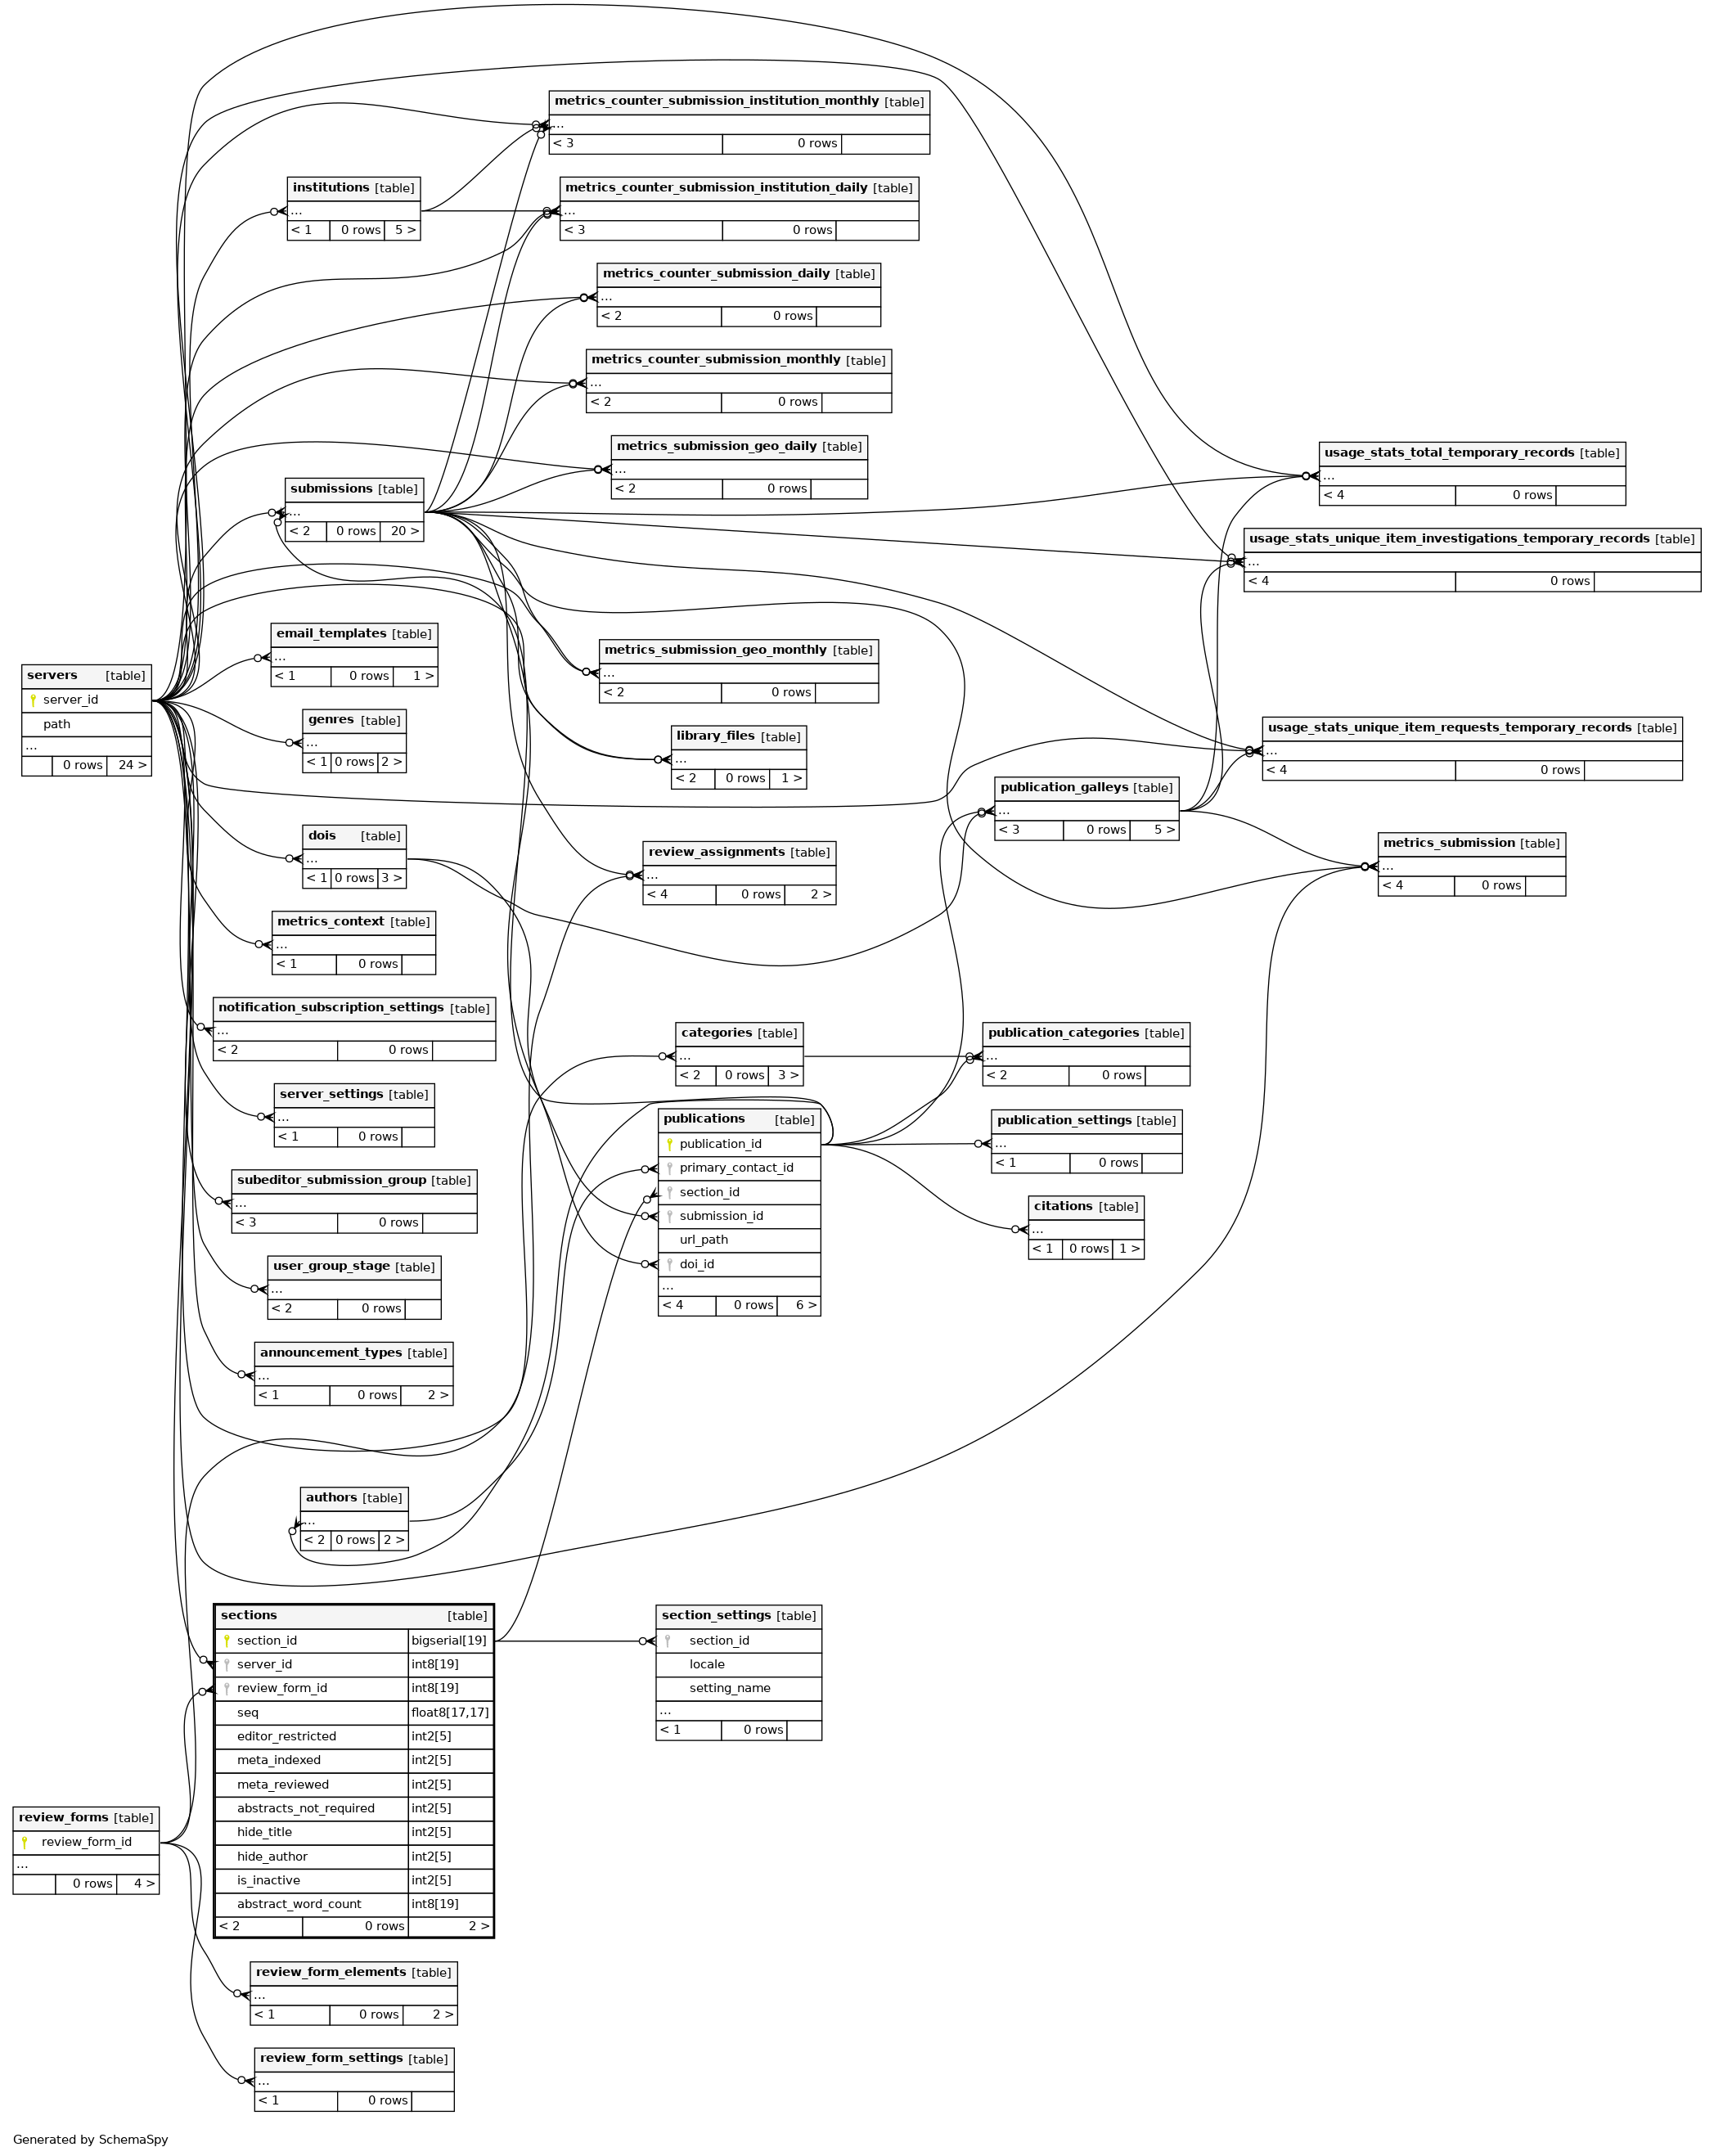 metrics_counter_submission_institution_monthly [table]
...
< 3 0 rows
institutions [table]
...
< 1 0 rows 5 >
metrics_counter_submission_institution_daily [table]
...
< 3 0 rows
metrics_counter_submission_daily [table]
...
< 2 0 rows
metrics_counter_submission_monthly [table]
...
< 2 0 rows
metrics_submission_geo_daily [table]
...
< 2 0 rows
usage_stats_total_temporary_records [table]
...
< 4 0 rows
submissions [table]
...
< 2 0 rows 20 >
usage_stats_unique_item_investigations_temporary_records [table]
...
< 4 0 rows
email_templates [table]
...
< 1 0 rows 1 >
metrics_submission_geo_monthly [table]
...
< 2 0 rows
servers [table]
server_id
path
...
0 rows 24 >
genres [table]
...
< 1 0 rows 2 >
library_files [table]
...
< 2 0 rows 1 >
usage_stats_unique_item_requests_temporary_records [table]
...
< 4 0 rows
publication_galleys [table]
...
< 3 0 rows 5 >
dois [table]
...
< 1 0 rows 3 >
review_assignments [table]
...
< 4 0 rows 2 >
metrics_submission [table]
...
< 4 0 rows
metrics_context [table]
...
< 1 0 rows
notification_subscription_settings [table]
...
< 2 0 rows
categories [table]
...
< 2 0 rows 3 >
publication_categories [table]
...
< 2 0 rows
server_settings [table]
...
< 1 0 rows
publications [table]
publication_id
primary_contact_id
section_id
submission_id
url_path
doi_id
...
< 4 0 rows 6 >
publication_settings [table]
...
< 1 0 rows
subeditor_submission_group [table]
...
< 3 0 rows
citations [table]
...
< 1 0 rows 1 >
user_group_stage [table]
...
< 2 0 rows
announcement_types [table]
...
< 1 0 rows 2 >
authors [table]
...
< 2 0 rows 2 >
sections [table]
section_id bigserial[19]
server_id int8[19]
review_form_id int8[19]
seq float8[17,17]
editor_restricted int2[5]
meta_indexed int2[5]
meta_reviewed int2[5]
abstracts_not_required int2[5]
hide_title int2[5]
hide_author int2[5]
is_inactive int2[5]
abstract_word_count int8[19]
< 2 0 rows 2 >
section_settings [table]
section_id
locale
setting_name
...
< 1 0 rows
review_forms [table]
review_form_id
...
0 rows 4 >
review_form_elements [table]
...
< 1 0 rows 2 >
review_form_settings [table]
...
< 1 0 rows
Generated by SchemaSpy